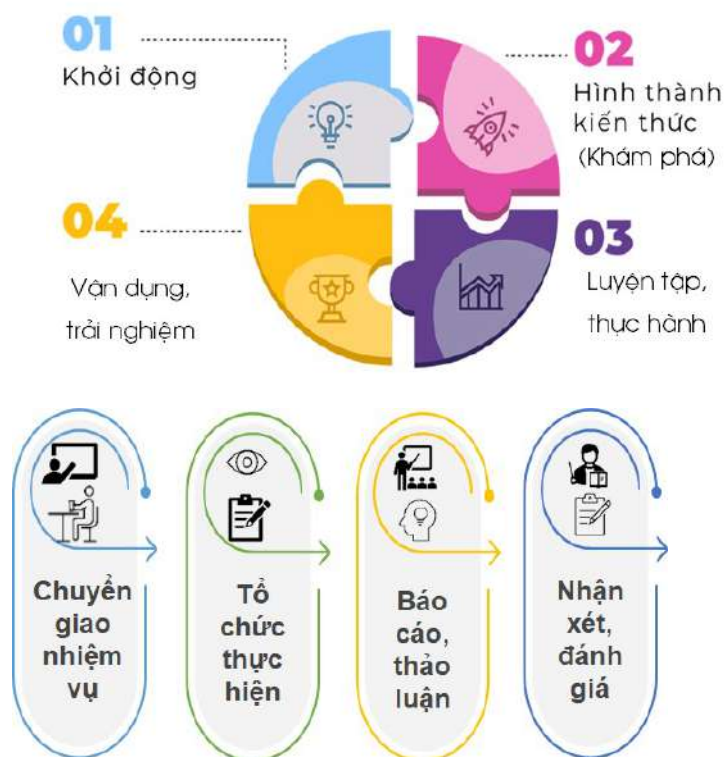 01
Khởi động
02
Hình thành
kiến thức
(Khám phá)
04
Vận dụng,
trải nghiệm
03
Luyện tập,
thực hành
Chuyển
giao
nhiệm
vụ
Tổ
chức
thực
hiện
Báo
cáo,
thảo
luận
Nhận
xét,
đánh
giá